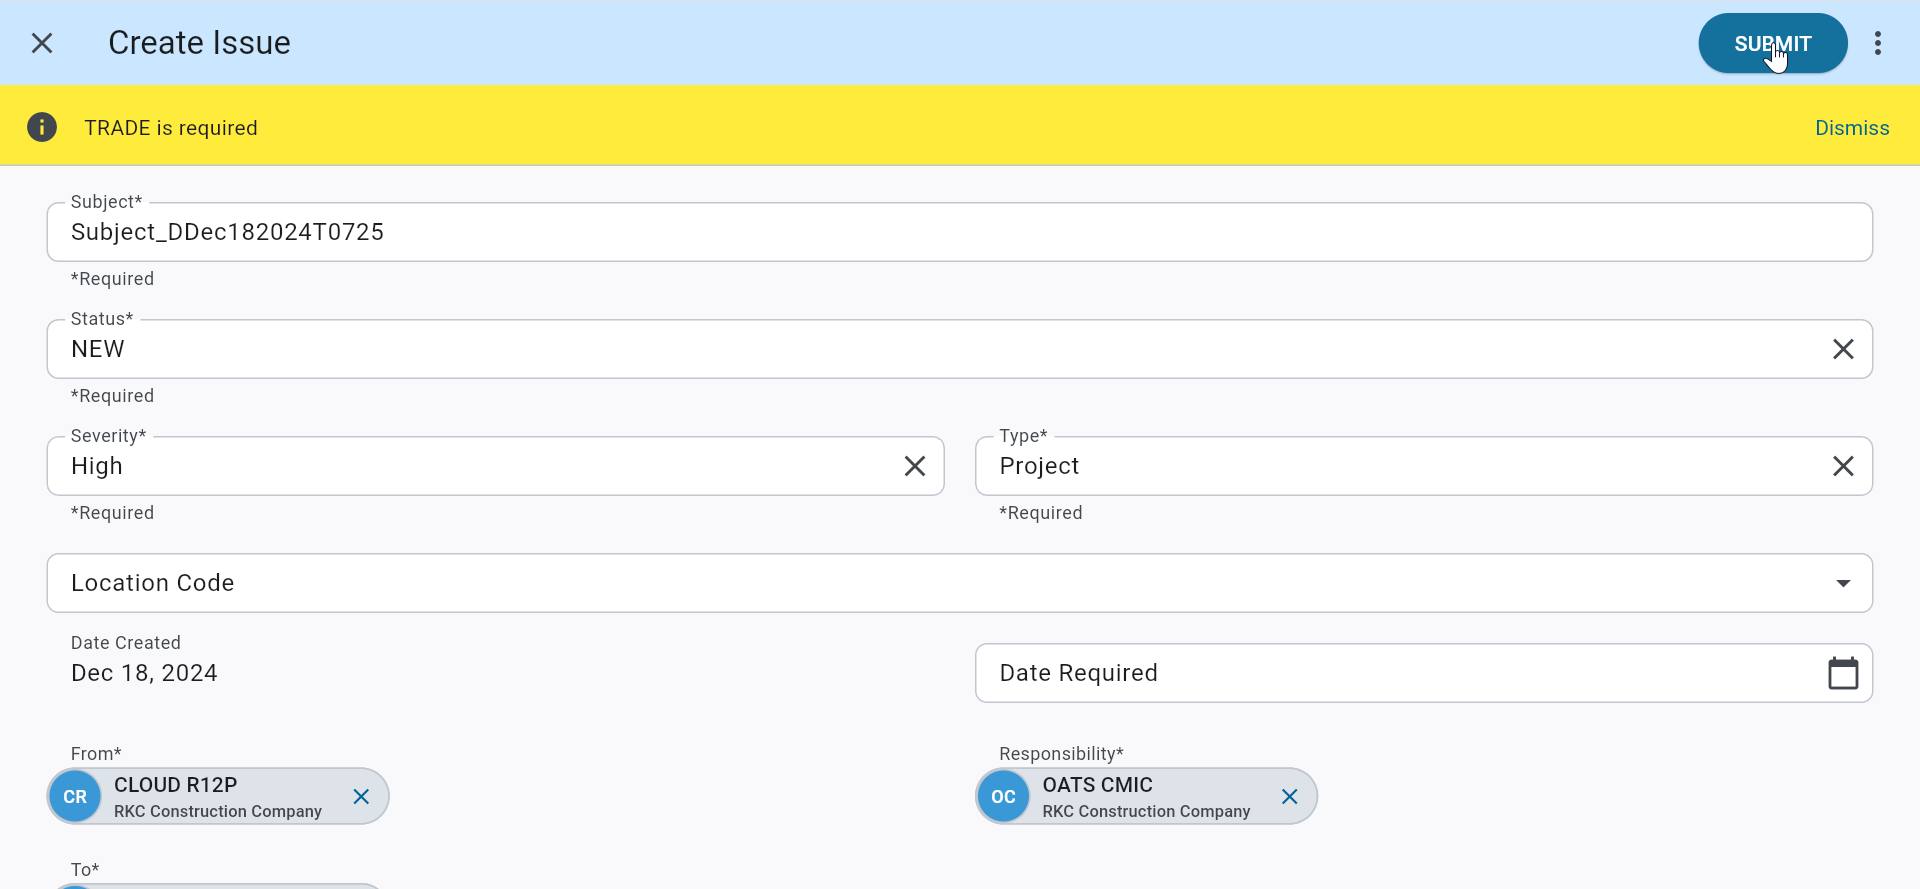 Create Issue
SUBMIT
TRADE is required
Dismiss
Subject*
Subject_DDec182024T0725
*Required
Status*
NEW
*Required
Severity*
High
*Required
Type*
Project
*Required
Location Code
Date Created
Dec 18, 2024
Date Required
From*
CR
CLOUD R12P
RKC Construction Company
Responsibility*
OC
OATS CMIC
RKC Construction Company
To*